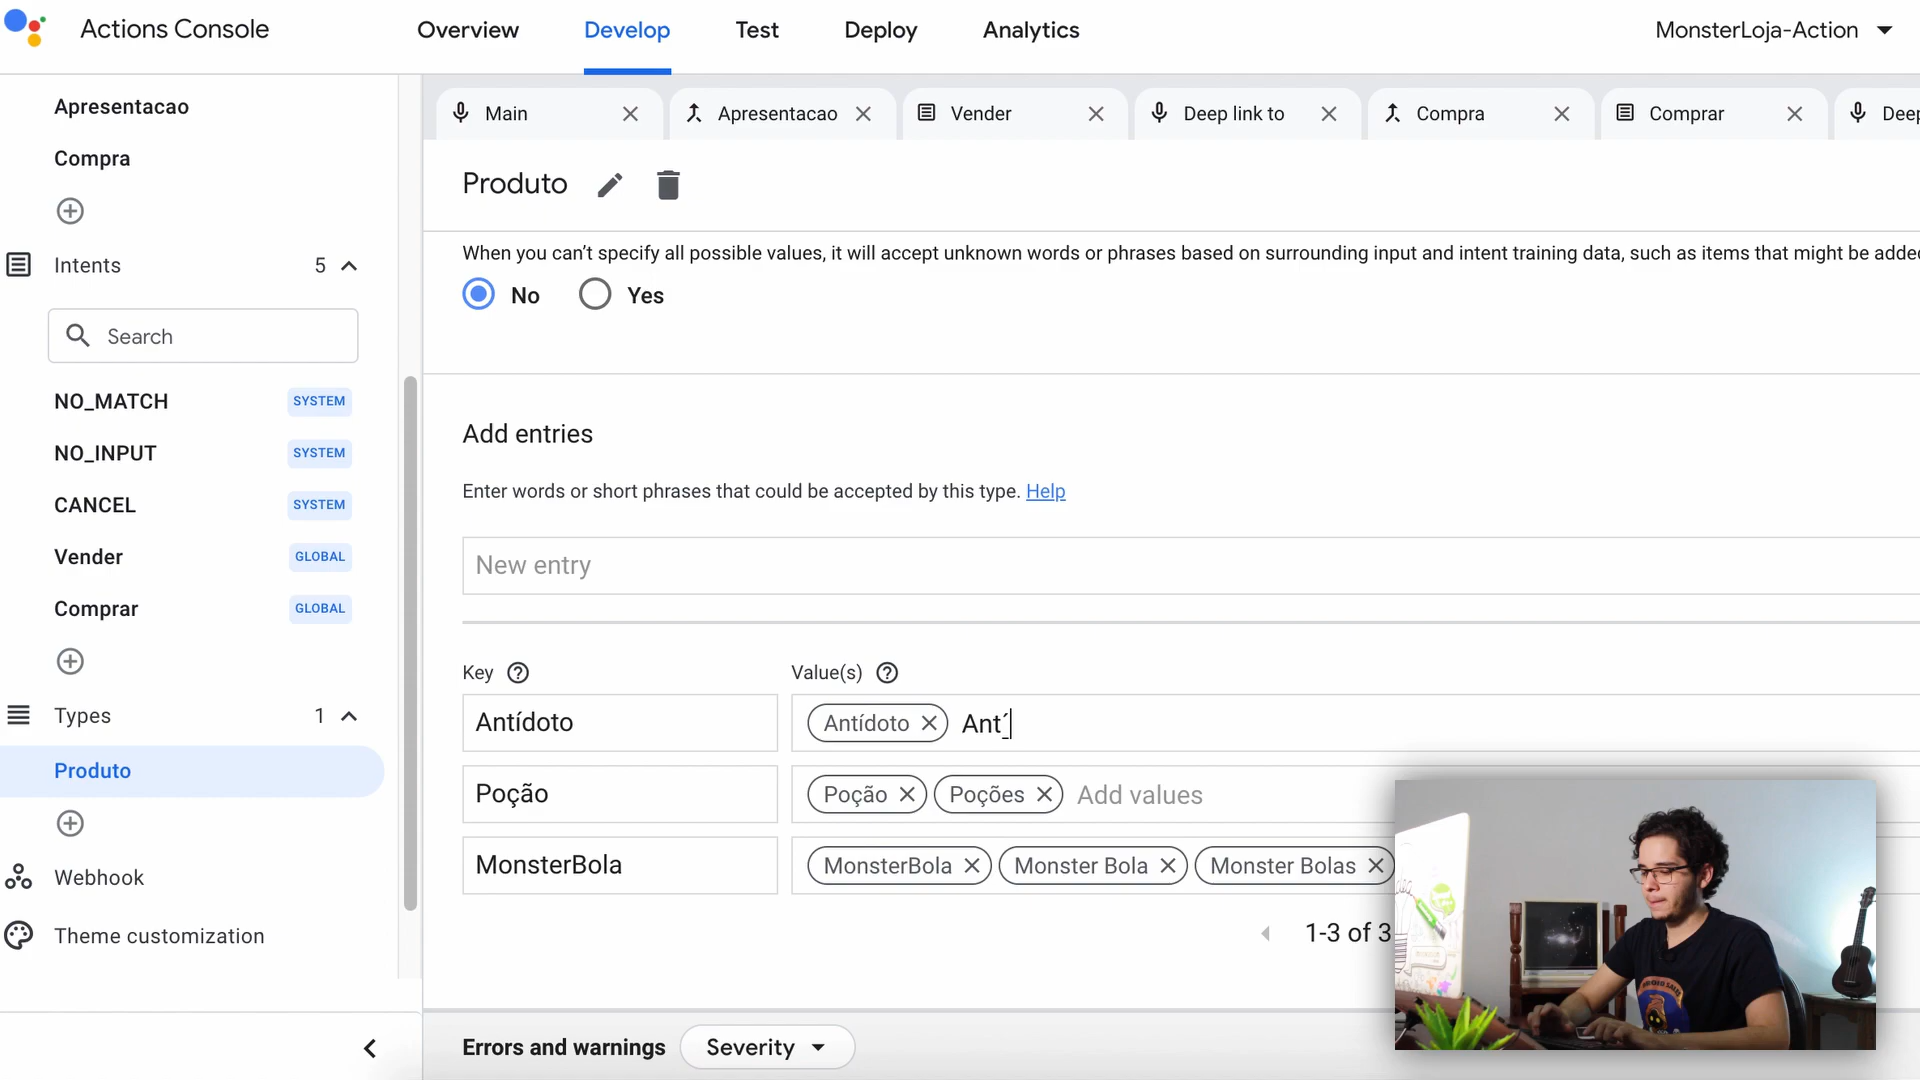 Actions Console
Overview
Develop
Test
Deploy
Analytics
MonsterLoja-Action
Apresentacao
Compra
Intents 5
Search
NO_MATCH SYSTEM
NO_INPUT SYSTEM
CANCEL SYSTEM
Vender GLOBAL
Comprar GLOBAL
Types 1
Produto
Webhook
Theme customization
Main
Apresentacao
Vender
Deep link to
Compra
Comprar
Deep
Produto
When you can’t specify all possible values, it will accept unknown words or phrases based on surrounding input and intent training data, such as items that might be added
No
Yes
Add entries
Enter words or short phrases that could be accepted by this type. Help
New entry
Key
Value(s)
Antídoto
Antídoto Ant´
Poção
Poção Poções Add values
MonsterBola
MonsterBola Monster Bola Monster Bolas
1-3 of 3
Errors and warnings
Severity